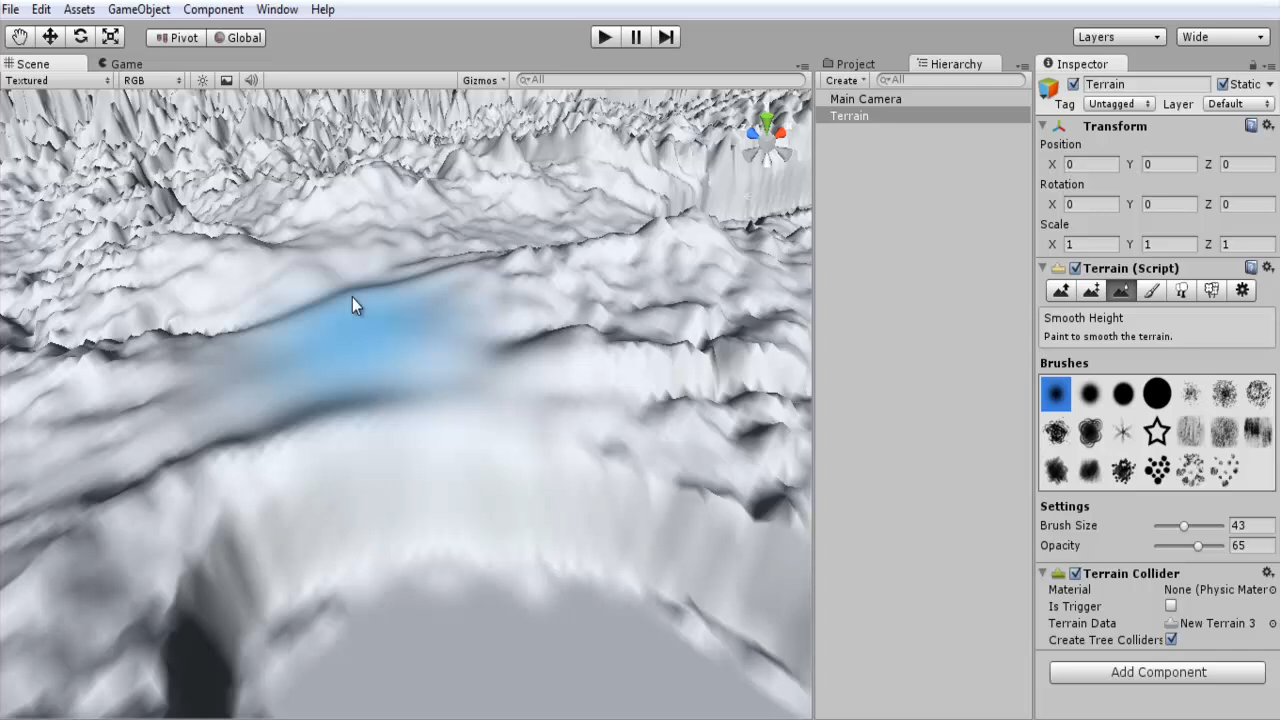 File Edit Assets GameObject Component Window Help
Pivot Global Layers Wide
Scene Game Project Hierarchy Inspector
Textured RGB Gizmos All Create All
Terrain Static
Tag Untagged Layer Default
Main Camera
Terrain
Transform
Position
X 0 Y 0 Z 0
Rotation
X 0 Y 0 Z 0
Scale
X 1 Y 1 Z 1
Terrain (Script)
Smooth Height
Paint to smooth the terrain.
Brushes
Settings
Brush Size 43
Opacity 65
Terrain Collider
Material None (Physic Mater
Is Trigger
Terrain Data New Terrain 3
Create Tree Colliders
Add Component